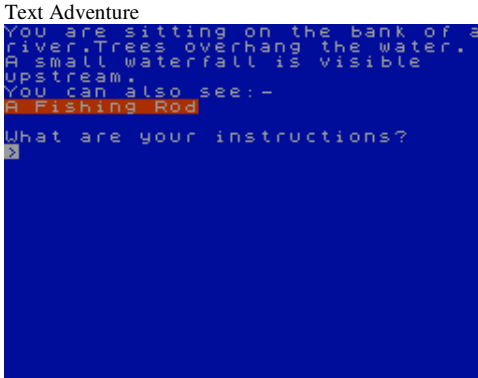 Text Adventure
You are sitting on the bank of a
river.Trees overhang the water.
A small waterfall is visible
upstream.
You can also see:-
A Fishing Rod
What are your instructions?
>